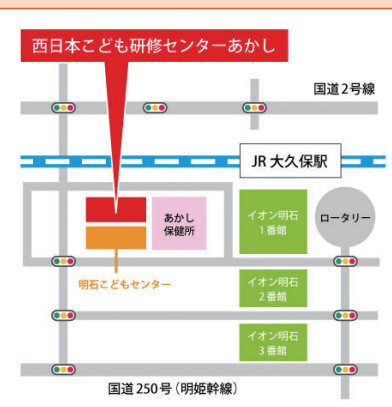 西日本こども研修センターあかし
国道2号線
JR 大久保駅
あかし
保健所
イオン明石
1番館
ロータリー
明石こどもセンター
イオン明石
2番館
イオン明石
3番館
国道250号（明姫幹線）